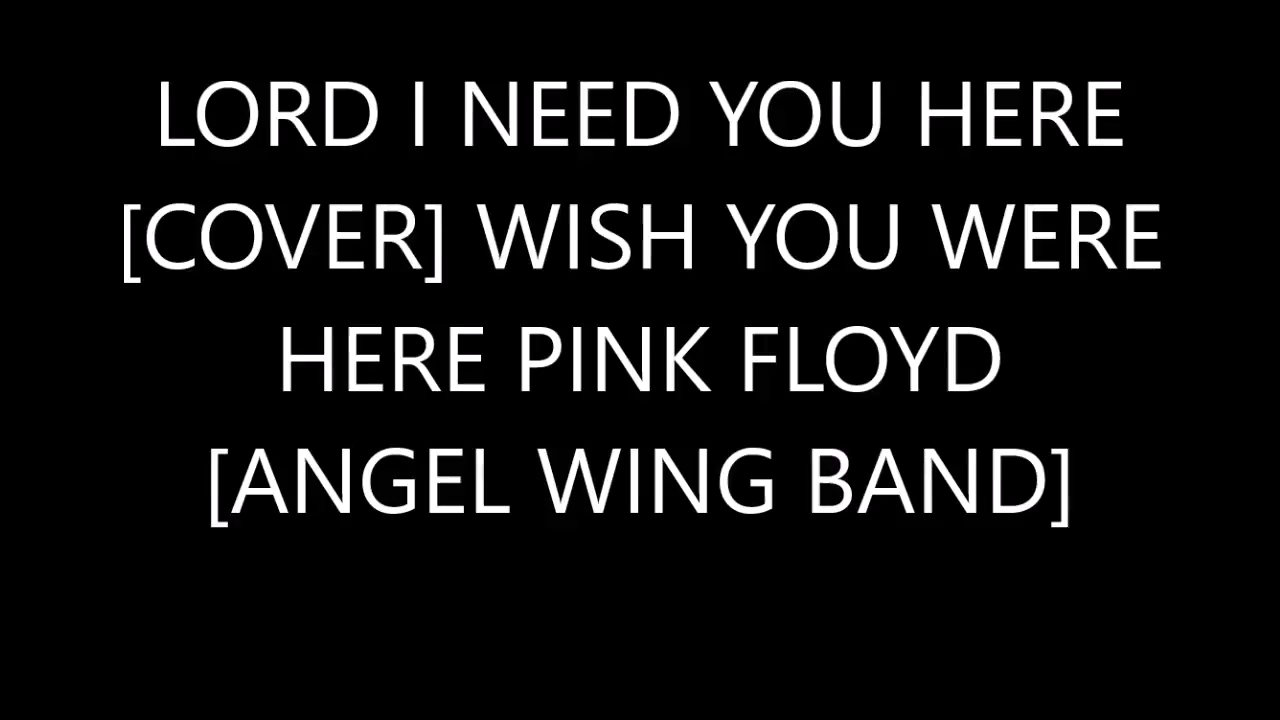 LORD I NEED YOU HERE
[COVER] WISH YOU WERE
HERE PINK FLOYD
[ANGEL WING BAND]